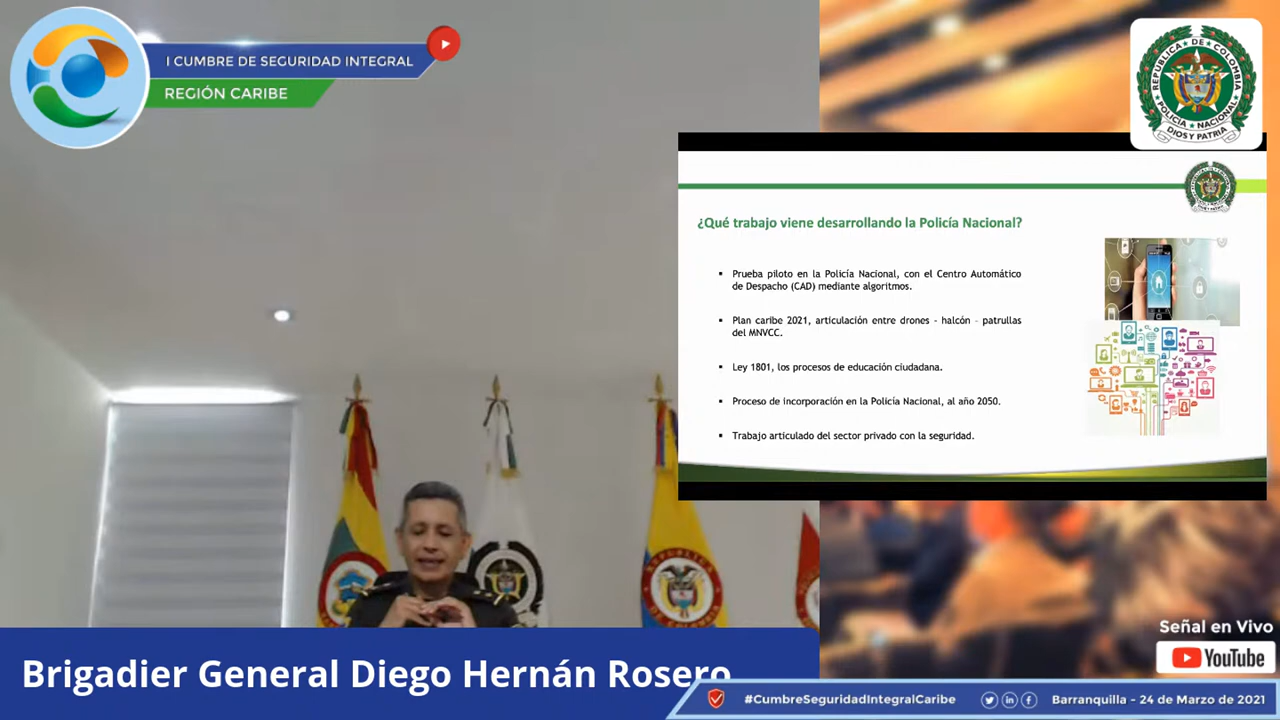 I CUMBRE DE SEGURIDAD INTEGRAL
REGIÓN CARIBE
REPÚBLICA DE COLOMBIA
POLICÍA NACIONAL
DIOS Y PATRIA
¿Qué trabajo viene desarrollando la Policía Nacional?
▪ Prueba piloto en la Policía Nacional, con el Centro Automático
de Despacho (CAD) mediante algoritmos.
▪ Plan caribe 2021, articulación entre drones - halcón - patrullas
del MNVCC.
▪ Ley 1801, los procesos de educación ciudadana.
▪ Proceso de incorporación en la Policía Nacional, al año 2050.
▪ Trabajo articulado del sector privado con la seguridad.
REPUBLICA
DE COLOMBIA
Señal en Vivo
YouTube
Brigadier General Diego Hernán Rosero
#CumbreSeguridadIntegralCaribe
Barranquilla - 24 de Marzo de 2021